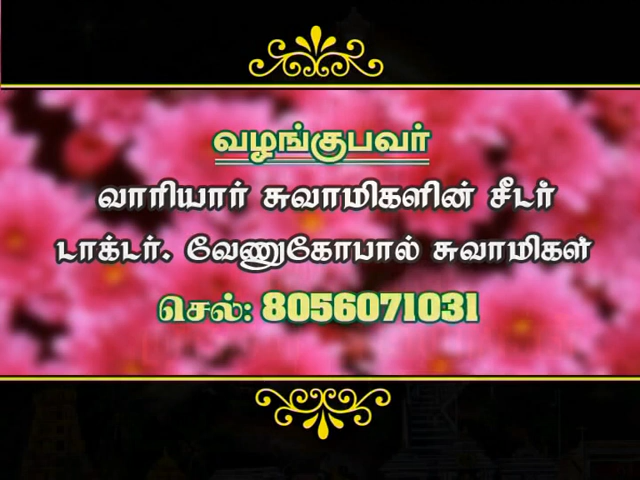 வழங்குபவர்
வாரியார் சுவாமிகளின் சீடர்
டாக்டர். வேணுகோபால் சுவாமிகள்
செல்: 8056071031